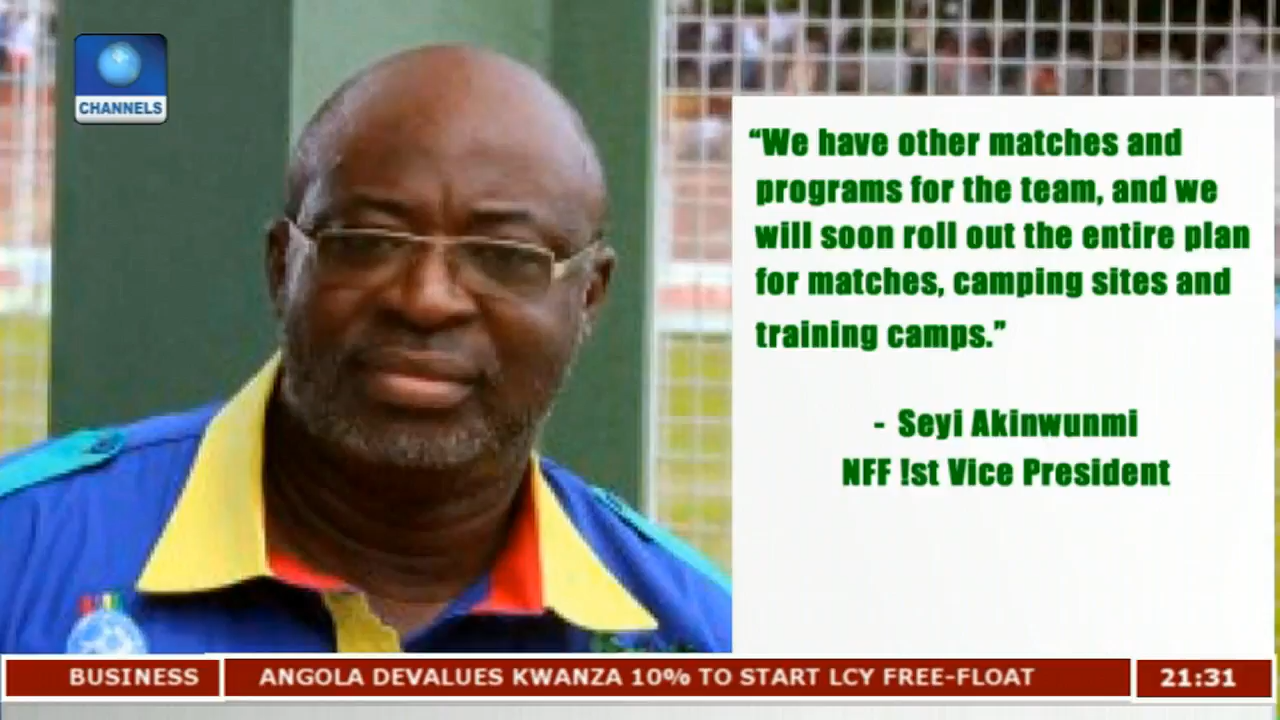 CHANNELS
“We have other matches and
programs for the team, and we
will soon roll out the entire plan
for matches, camping sites and
training camps.”
- Seyi Akinwunmi
NFF !st Vice President
BUSINESS
ANGOLA DEVALUES KWANZA 10% TO START LCY FREE-FLOAT
21:31